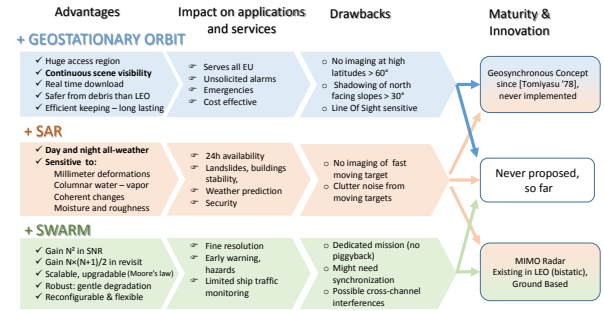 Advantages
Impact on applications
and services
Drawbacks
Maturity &
Innovation
+ GEOSTATIONARY ORBIT
✓ Huge access region
✓ Continuous scene visibility
✓ Real time download
✓ Safer from debris than LEO
✓ Efficient keeping – long lasting
☞ Serves all EU
☞ Unsolicited alarms
☞ Emergencies
☞ Cost effective
o No imaging at high
latitudes > 60°
o Shadowing of north
facing slopes > 30°
o Line Of Sight sensitive
Geosynchronous Concept
since [Tomiyasu '78],
never implemented
+ SAR
✓ Day and night all-weather
✓ Sensitive to:
Millimeter deformations
Columnar water – vapor
Coherent changes
Moisture and roughness
☞ 24h availability
☞ Landslides, buildings
stability,
☞ Weather prediction
☞ Security
o No imaging of fast
moving target
o Clutter noise from
moving targets
Never proposed,
so far
+ SWARM
✓ Gain N² in SNR
✓ Gain N×(N+1)/2 in revisit
✓ Scalable, upgradable (Moore's law)
✓ Robust: gentle degradation
✓ Reconfigurable & flexible
☞ Fine resolution
☞ Early warning,
hazards
☞ Limited ship traffic
monitoring
o Dedicated mission (no
piggyback)
o Might need
synchronization
o Possible cross-channel
interferences
MIMO Radar
Existing in LEO (bistatic),
Ground Based